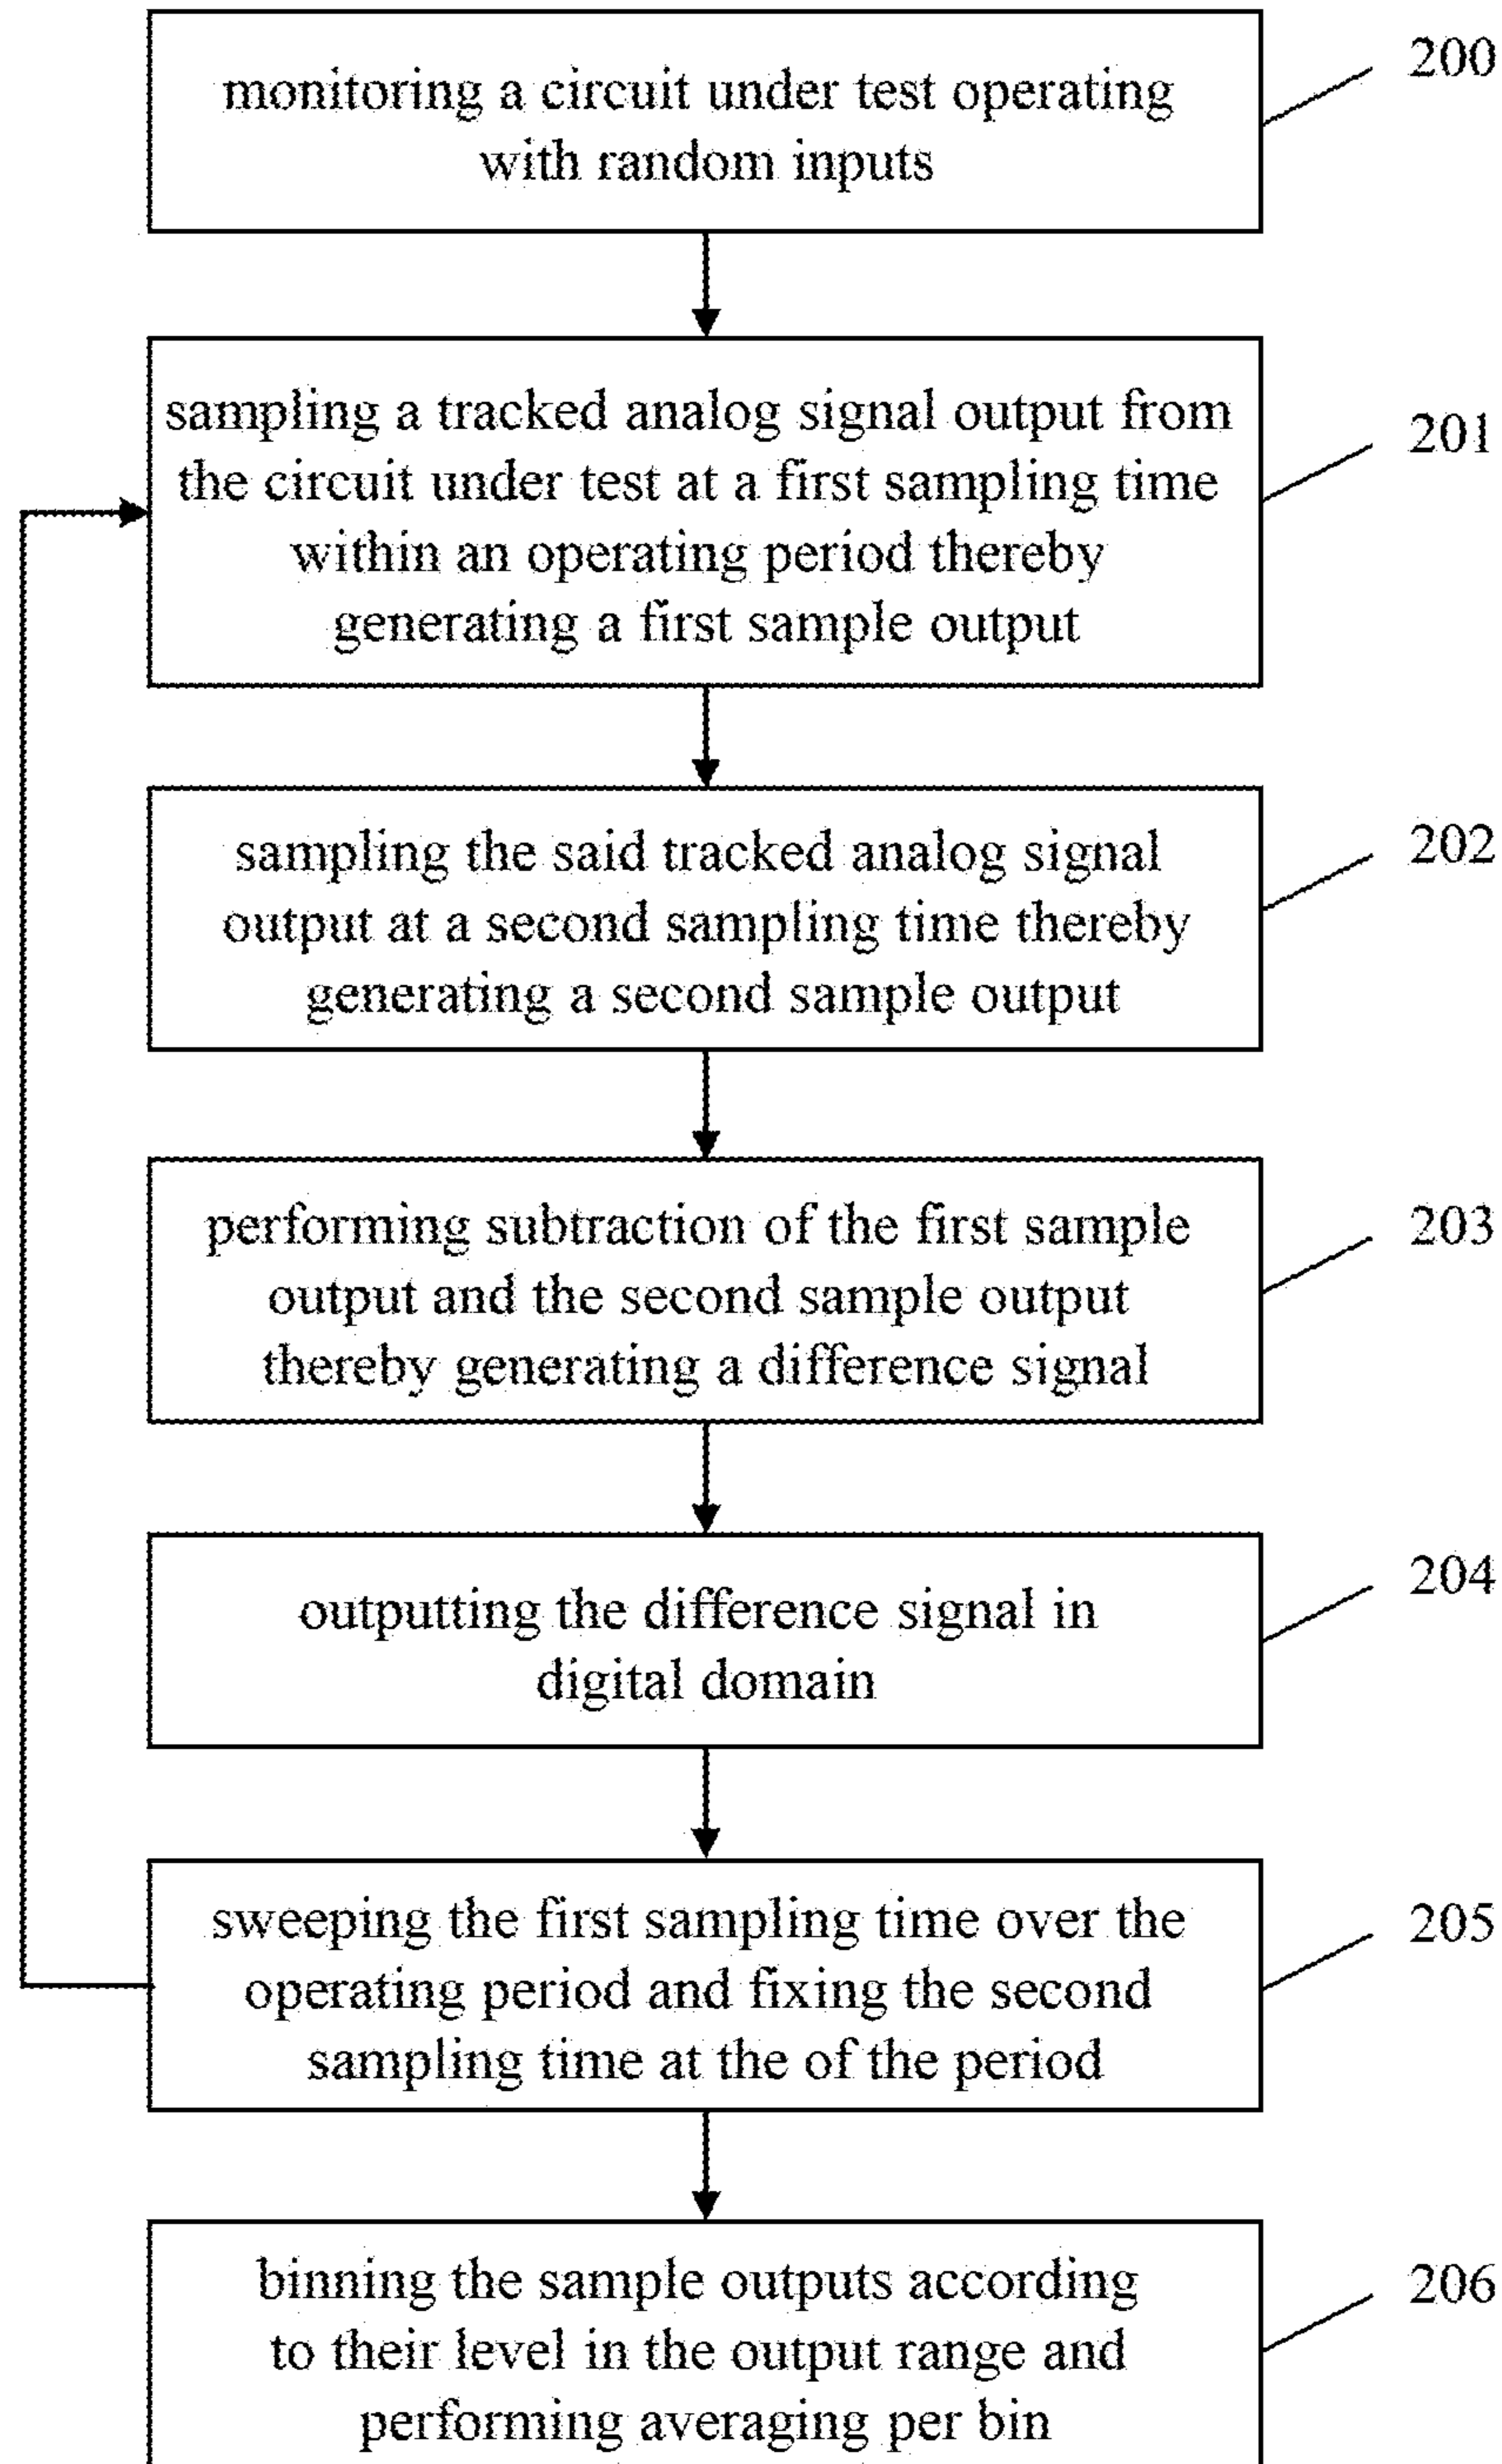 monitoring a circuit under test operating
with random inputs
200
sampling a tracked analog signal output from
the circuit under test at a first sampling time
within an operating period thereby
generating a first sample output
201
sampling the said tracked analog signal
output at a second sampling time thereby
generating a second sample output
202
performing subtraction of the first sample
output and the second sample output
thereby generating a difference signal
203
outputting the difference signal in
digital domain
204
sweeping the first sampling time over the
operating period and fixing the second
sampling time at the of the period
205
binning the sample outputs according
to their level in the output range and
performing averaging per bin
206